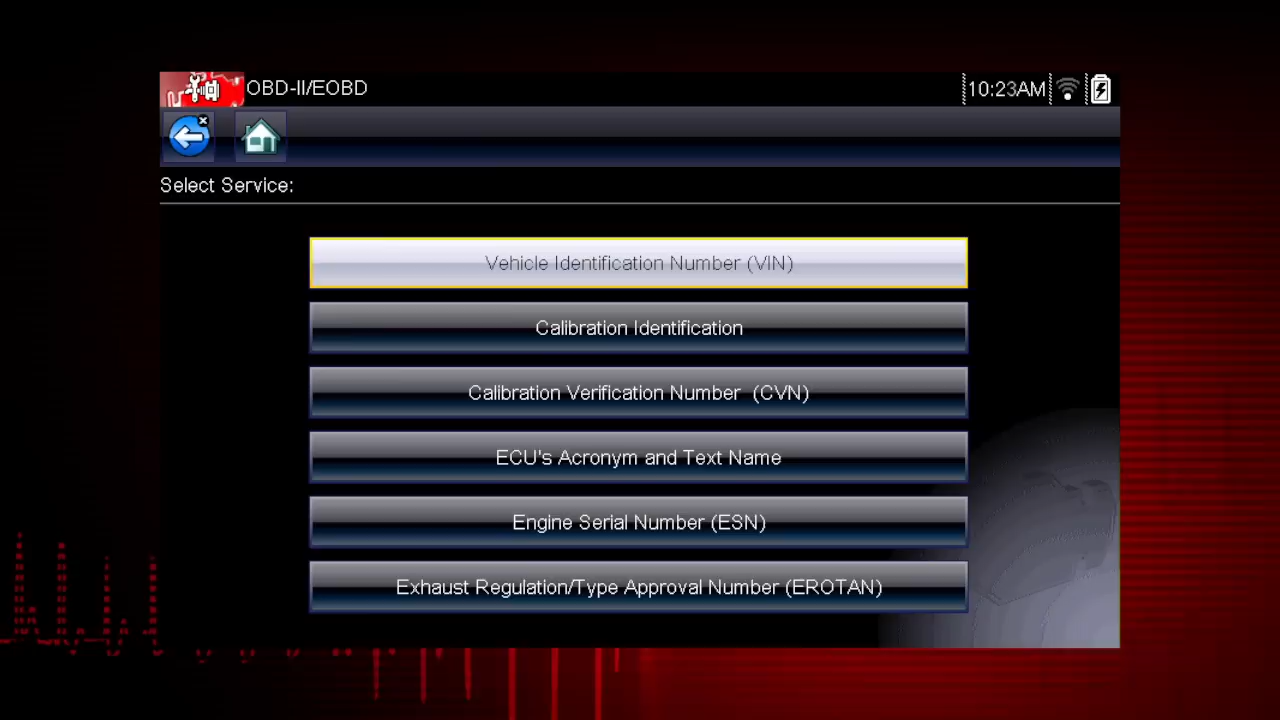 OBD-II/EOBD
10:23AM
Select Service:
Vehicle Identification Number (VIN)
Calibration Identification
Calibration Verification Number  (CVN)
ECU's Acronym and Text Name
Engine Serial Number (ESN)
Exhaust Regulation/Type Approval Number (EROTAN)